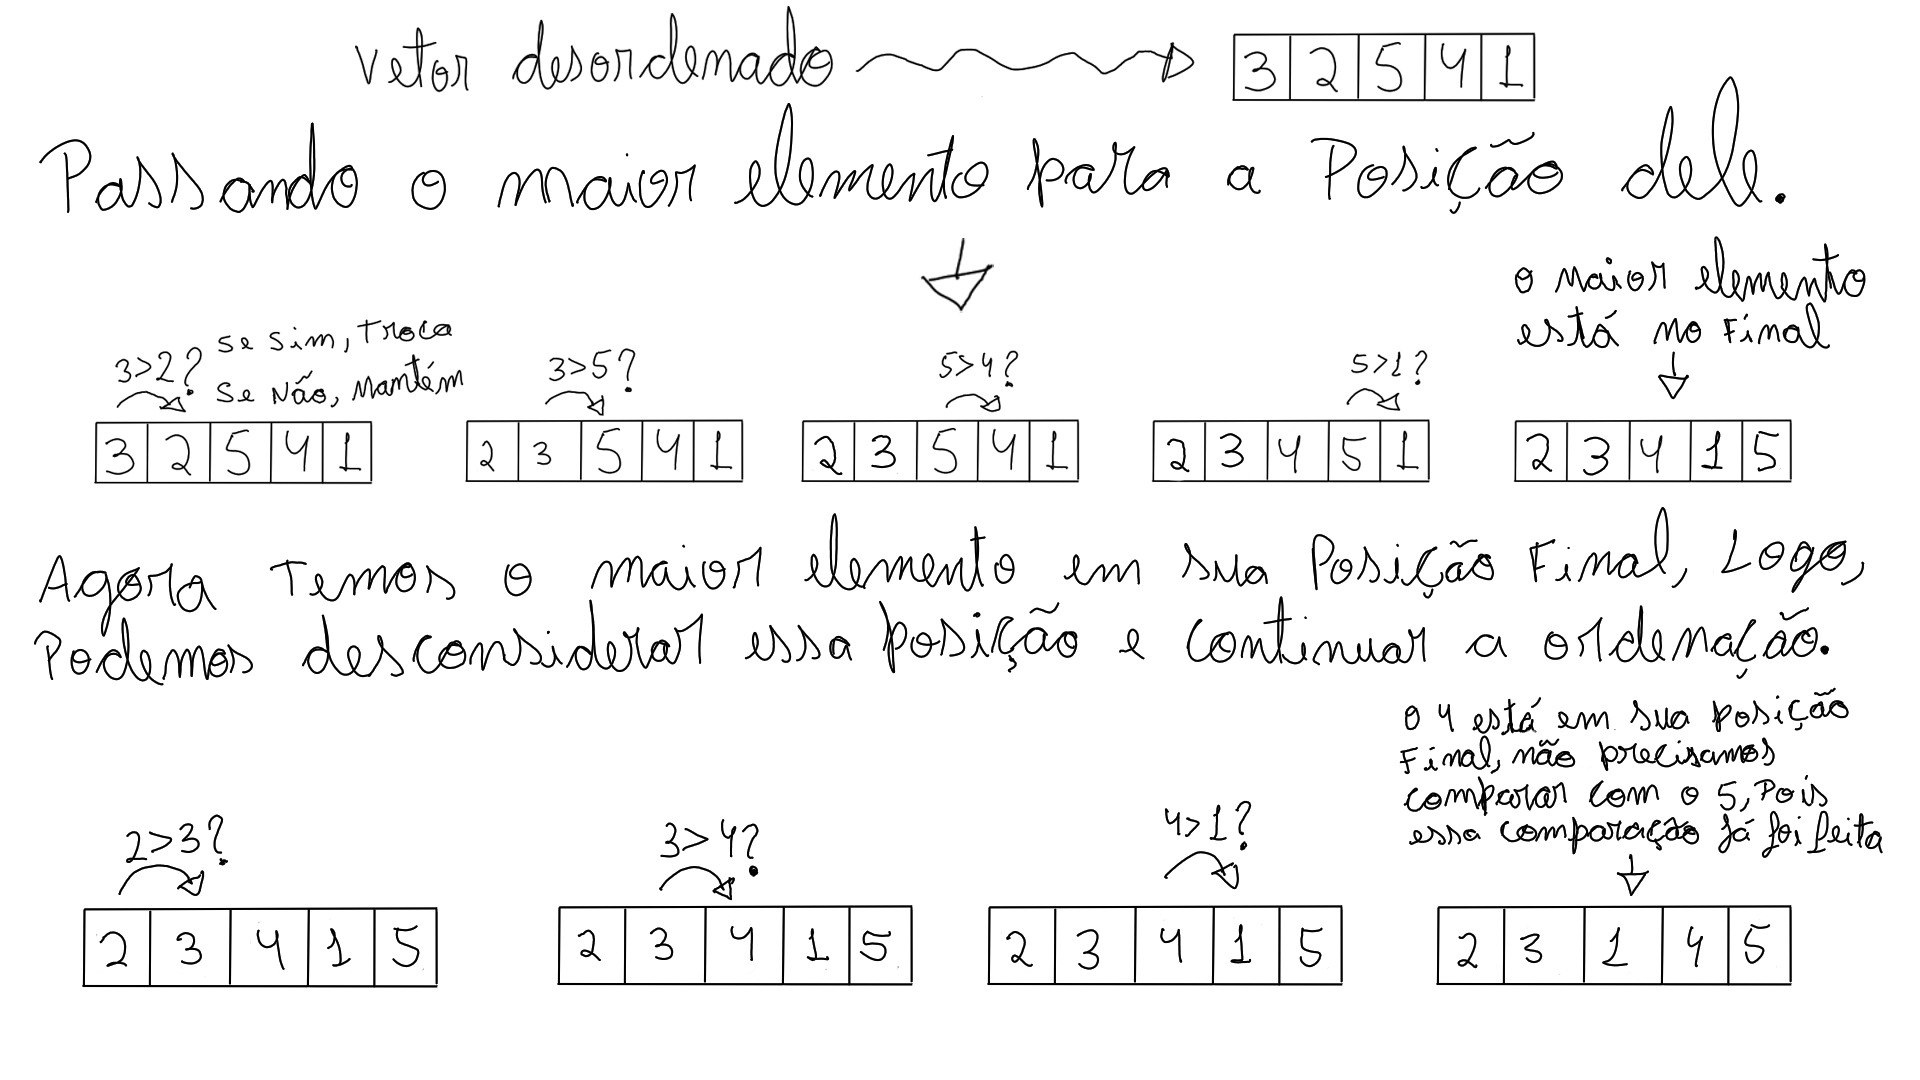 Vetor desordenado
3 2 5 4 1
Passando o maior elemento para a Posição dele.
o maior elemento
está no Final
3>2? Se Sim, Troca
Se Não, Mantém
3>5?
5>4?
5>1?
3 2 5 4 1
2 3 5 4 1
2 3 5 4 1
2 3 4 5 1
2 3 4 1 5
Agora Temos o maior elemento em sua Posição Final, Logo,
Podemos desconsiderar essa posição e continuar a ordenação.
O 4 está em sua posição
Final, não precisamos
comparar com o 5, Pois
essa comparação já foi feita
2>3?
3>4?
4>1?
2 3 4 1 5
2 3 4 1 5
2 3 4 1 5
2 3 1 4 5